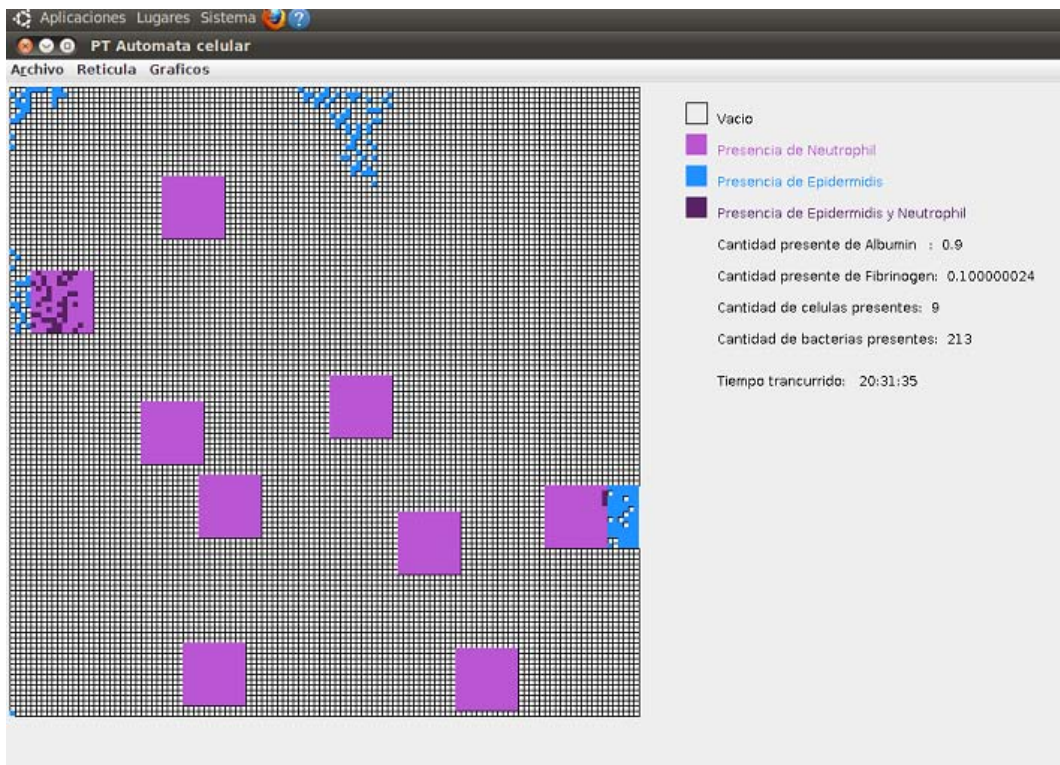 Aplicaciones Lugares Sistema
PT Automata celular
Archivo Reticula Graficos
Vacio
Presencia de Neutrophil
Presencia de Epidermidis
Presencia de Epidermidis y Neutrophil
Cantidad presente de Albumin : 0.9
Cantidad presente de Fibrinogen: 0.100000024
Cantidad de celulas presentes: 9
Cantidad de bacterias presentes: 213
Tiempo trancurrido: 20:31:35